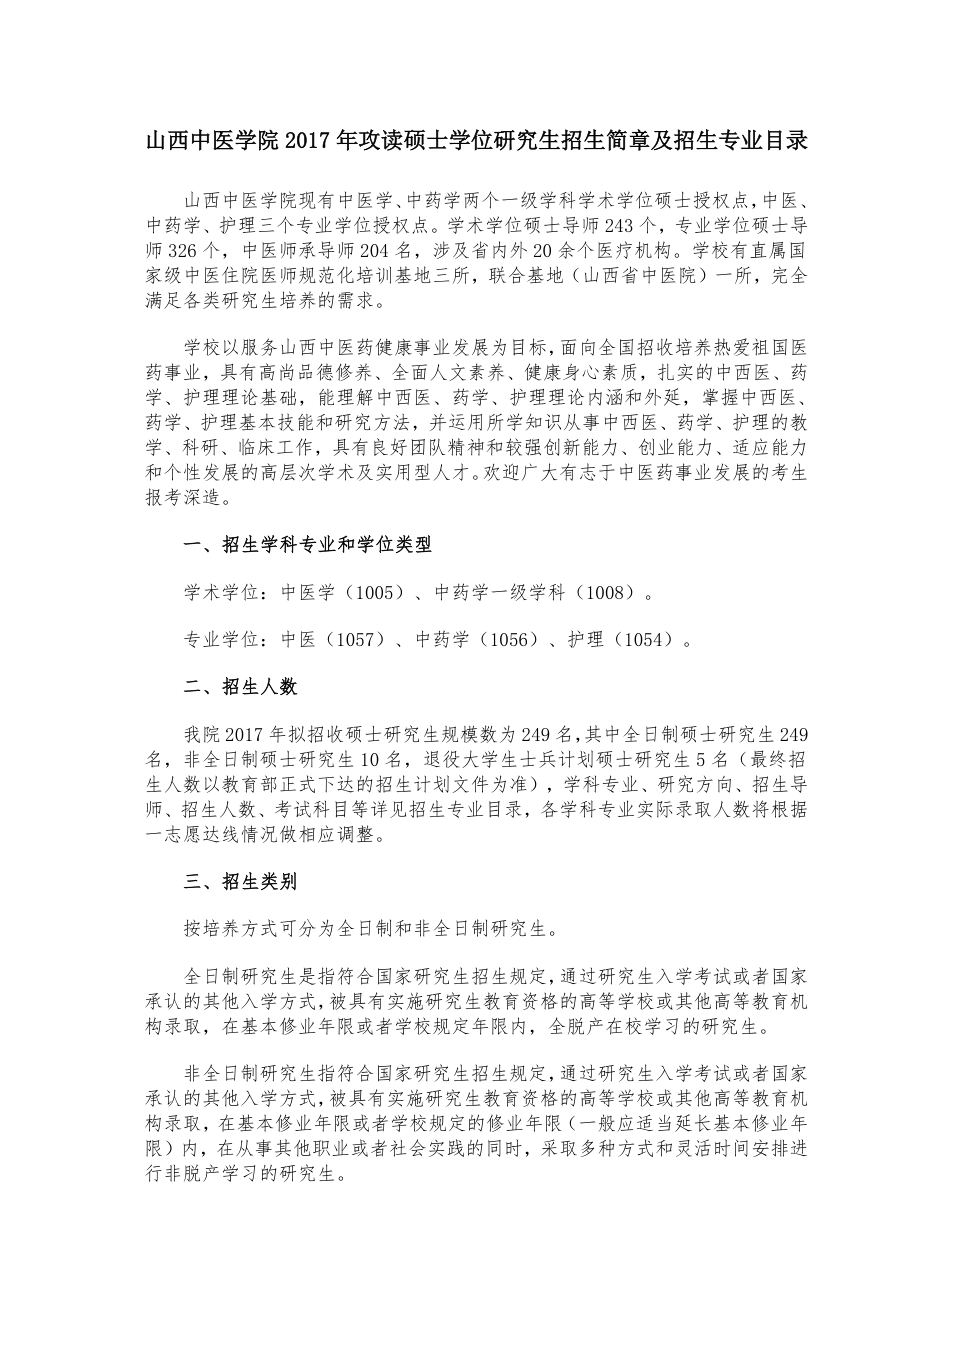 山西中医学院 2017 年攻读硕士学位研究生招生简章及招生专业目录
山西中医学院现有中医学、中药学两个一级学科学术学位硕士授权点，中医、
中药学、护理三个专业学位授权点。学术学位硕士导师 243 个，专业学位硕士导
师 326 个，中医师承导师 204 名，涉及省内外 20 余个医疗机构。学校有直属国
家级中医住院医师规范化培训基地三所，联合基地（山西省中医院）一所，完全
满足各类研究生培养的需求。
学校以服务山西中医药健康事业发展为目标，面向全国招收培养热爱祖国医
药事业，具有高尚品德修养、全面人文素养、健康身心素质，扎实的中西医、药
学、护理理论基础，能理解中西医、药学、护理理论内涵和外延，掌握中西医、
药学、护理基本技能和研究方法，并运用所学知识从事中西医、药学、护理的教
学、科研、临床工作，具有良好团队精神和较强创新能力、创业能力、适应能力
和个性发展的高层次学术及实用型人才。欢迎广大有志于中医药事业发展的考生
报考深造。
一、招生学科专业和学位类型
学术学位：中医学（1005）、中药学一级学科（1008）。
专业学位：中医（1057）、中药学（1056）、护理（1054）。
二、招生人数
我院 2017 年拟招收硕士研究生规模数为 249 名，其中全日制硕士研究生 249
名，非全日制硕士研究生 10 名，退役大学生士兵计划硕士研究生 5 名（最终招
生人数以教育部正式下达的招生计划文件为准），学科专业、研究方向、招生导
师、招生人数、考试科目等详见招生专业目录，各学科专业实际录取人数将根据
一志愿达线情况做相应调整。
三、招生类别
按培养方式可分为全日制和非全日制研究生。
全日制研究生是指符合国家研究生招生规定，通过研究生入学考试或者国家
承认的其他入学方式，被具有实施研究生教育资格的高等学校或其他高等教育机
构录取，在基本修业年限或者学校规定年限内，全脱产在校学习的研究生。
非全日制研究生指符合国家研究生招生规定，通过研究生入学考试或者国家
承认的其他入学方式，被具有实施研究生教育资格的高等学校或其他高等教育机
构录取，在基本修业年限或者学校规定的修业年限（一般应适当延长基本修业年
限）内，在从事其他职业或者社会实践的同时，采取多种方式和灵活时间安排进
行非脱产学习的研究生。